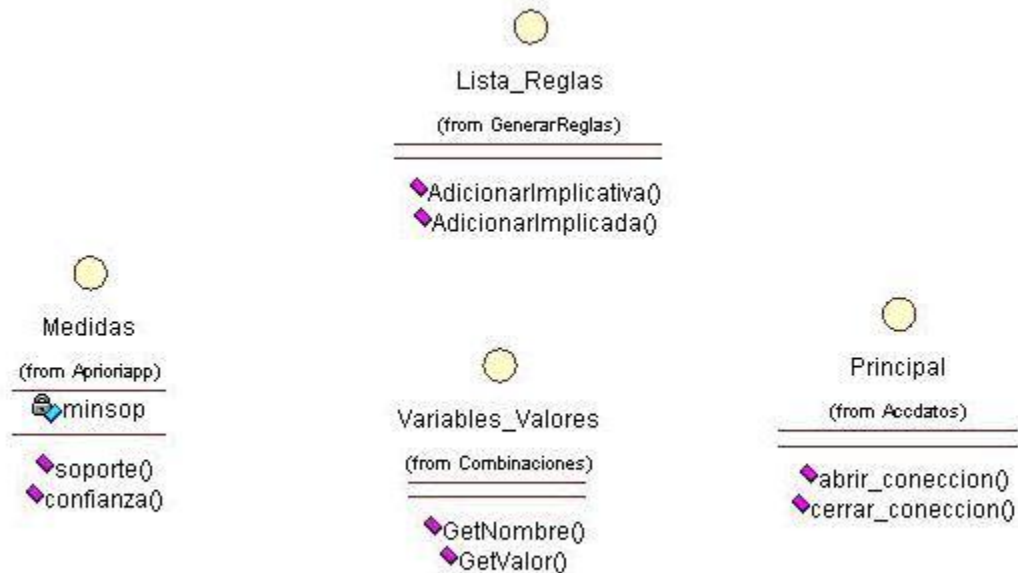 Lista_Reglas
(from GenerarReglas)
AdicionarImplicativa()
AdicionarImplicada()
Medidas
(from Aprioriapp)
minsop
soporte()
confianza()
Variables_Valores
(from Combinaciones)
GetNombre()
GetValor()
Principal
(from Accdatos)
abrir_coneccion()
cerrar_coneccion()